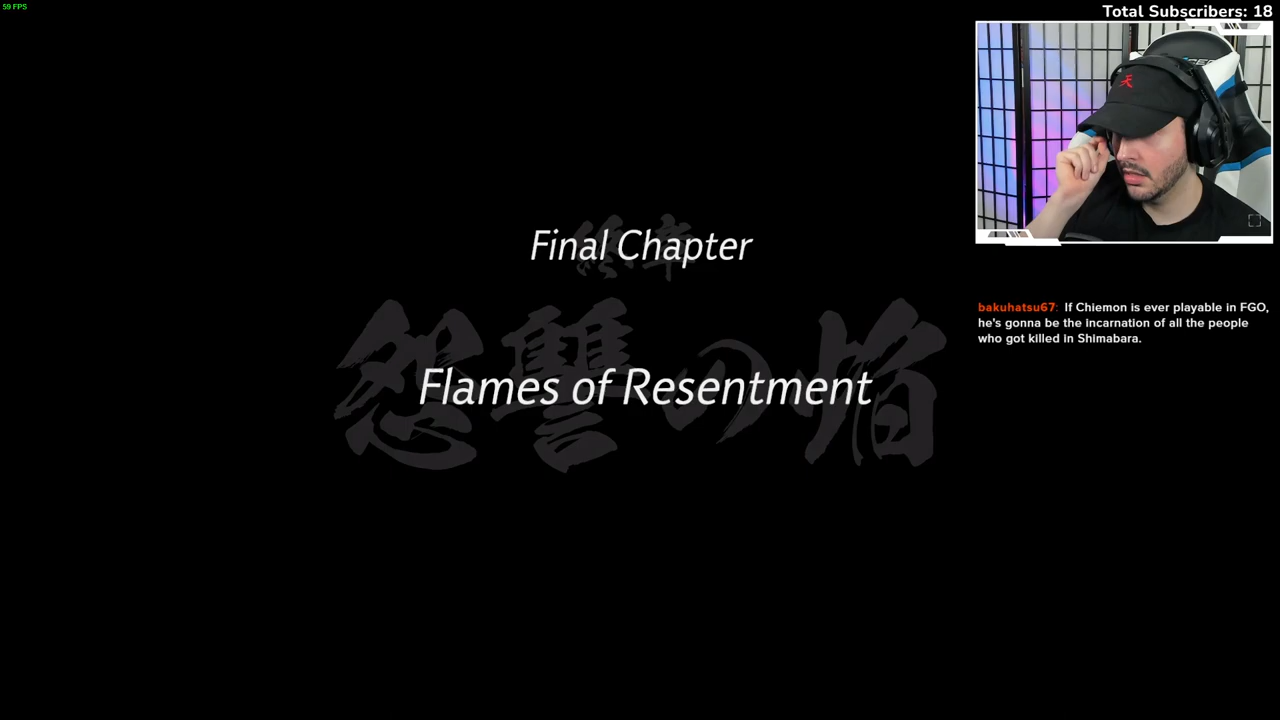 59 FPS
Total Subscribers: 18
天
終章
Final Chapter
怨讐の焔
Flames of Resentment
bakuhatsu67: If Chiemon is ever playable in FGO,
he's gonna be the incarnation of all the people
who got killed in Shimabara.